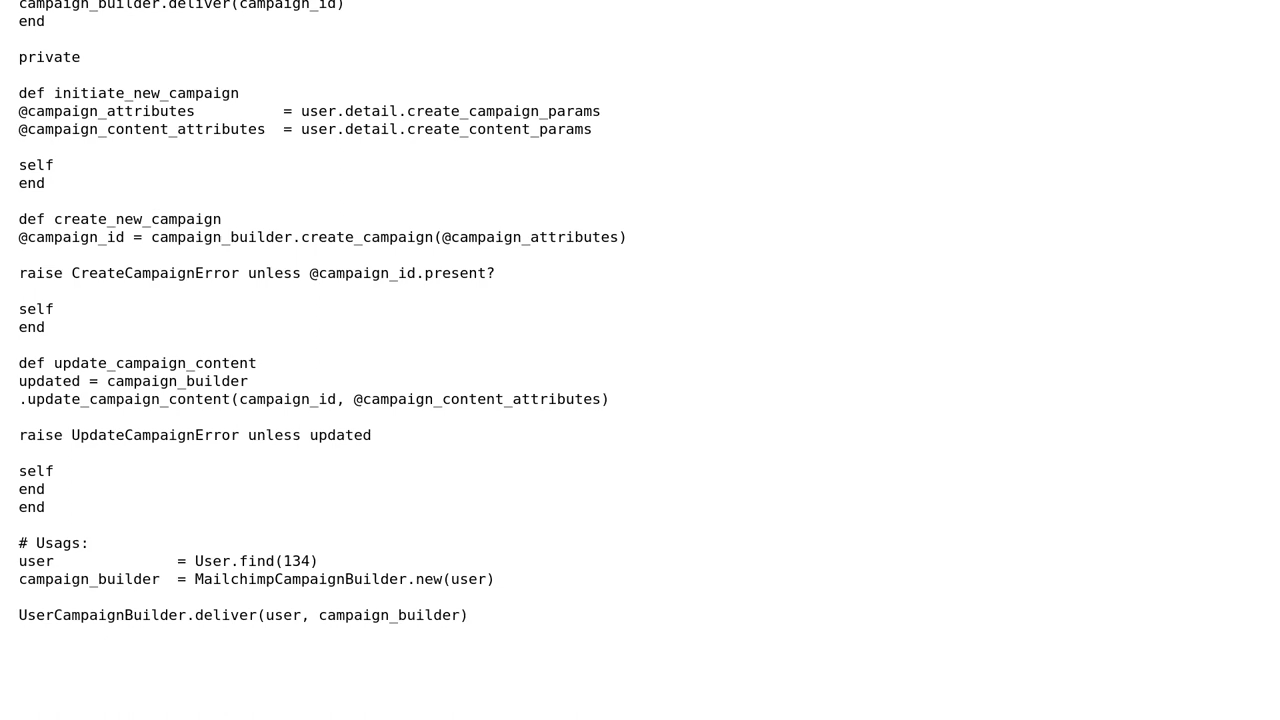 campaign_builder.deliver(campaign_id)
end

private

def initiate_new_campaign
@campaign_attributes          = user.detail.create_campaign_params
@campaign_content_attributes  = user.detail.create_content_params

self
end

def create_new_campaign
@campaign_id = campaign_builder.create_campaign(@campaign_attributes)

raise CreateCampaignError unless @campaign_id.present?

self
end

def update_campaign_content
updated = campaign_builder
.update_campaign_content(campaign_id, @campaign_content_attributes)

raise UpdateCampaignError unless updated

self
end
end

# Usags:
user              = User.find(134)
campaign_builder  = MailchimpCampaignBuilder.new(user)

UserCampaignBuilder.deliver(user, campaign_builder)